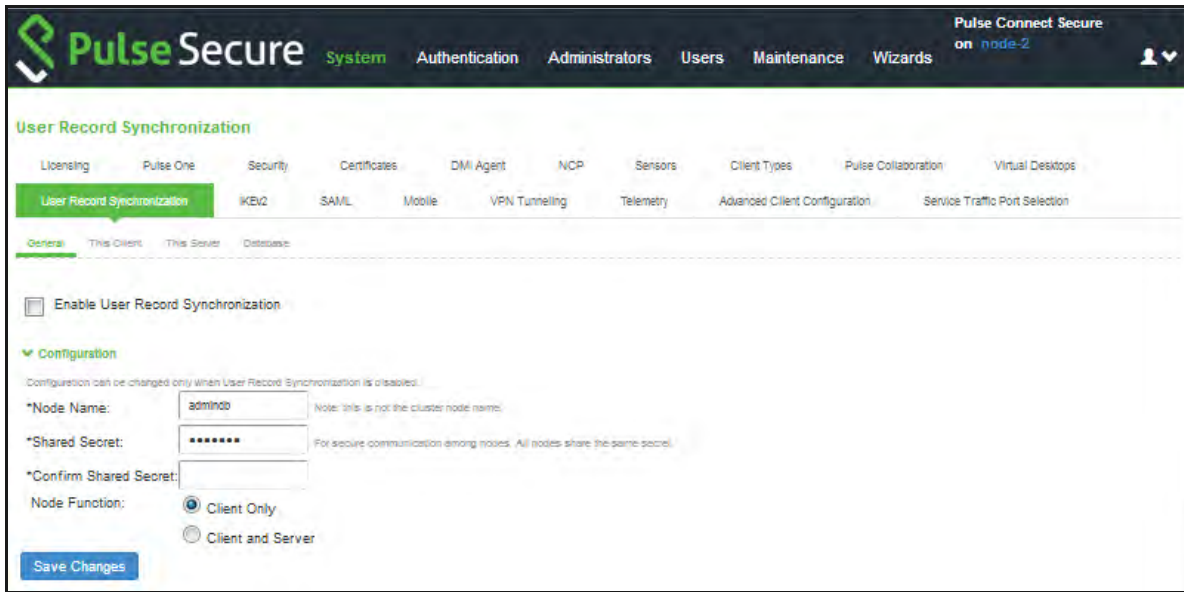 Pulse Secure System Authentication Administrators Users Maintenance Wizards
Pulse Connect Secure
on node-2
User Record Synchronization
Licensing Pulse One Security Certificates DMI Agent NCP Sensors Client Types Pulse Collaboration Virtual Desktops
User Record Synchronization IKEv2 SAML Mobile VPN Tunneling Telemetry Advanced Client Configuration Service Traffic Port Selection
General This Client This Server Database
Enable User Record Synchronization
Configuration
Configuration can be changed only when User Record Synchronization is disabled.
*Node Name: admindb Note: this is not the cluster node name.
*Shared Secret: ••••••• For secure communication among nodes. All nodes share the same secret.
*Confirm Shared Secret:
Node Function: Client Only
Client and Server
Save Changes